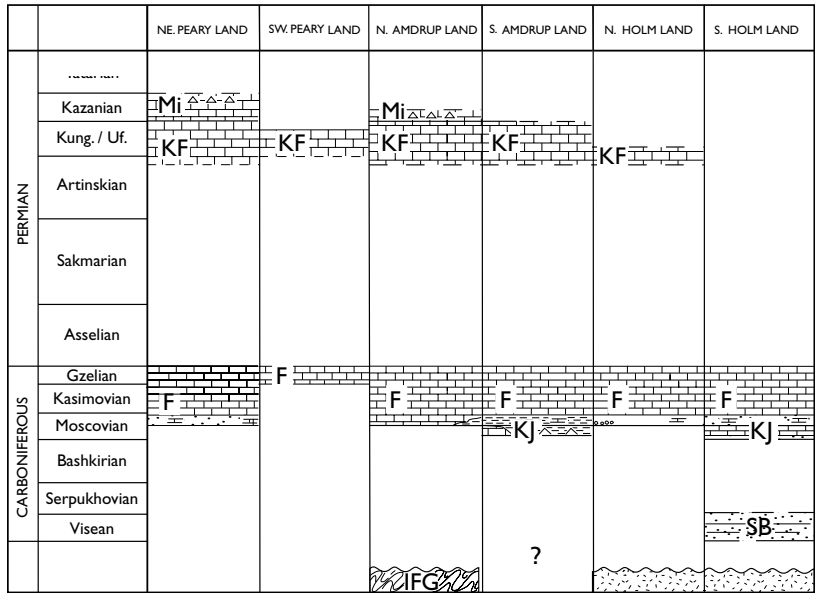 NE. PEARY LAND SW. PEARY LAND N. AMDRUP LAND S. AMDRUP LAND N. HOLM LAND S. HOLM LAND
PERMIAN
Kazanian Mi Mi
Kung. / Uf. KF KF KF KF KF
Artinskian
Sakmarian
Asselian
CARBONIFEROUS
Gzelian F
Kasimovian F F F F F
Moscovian KJ KJ
Bashkirian
Serpukhovian
Visean SB
?
IFG